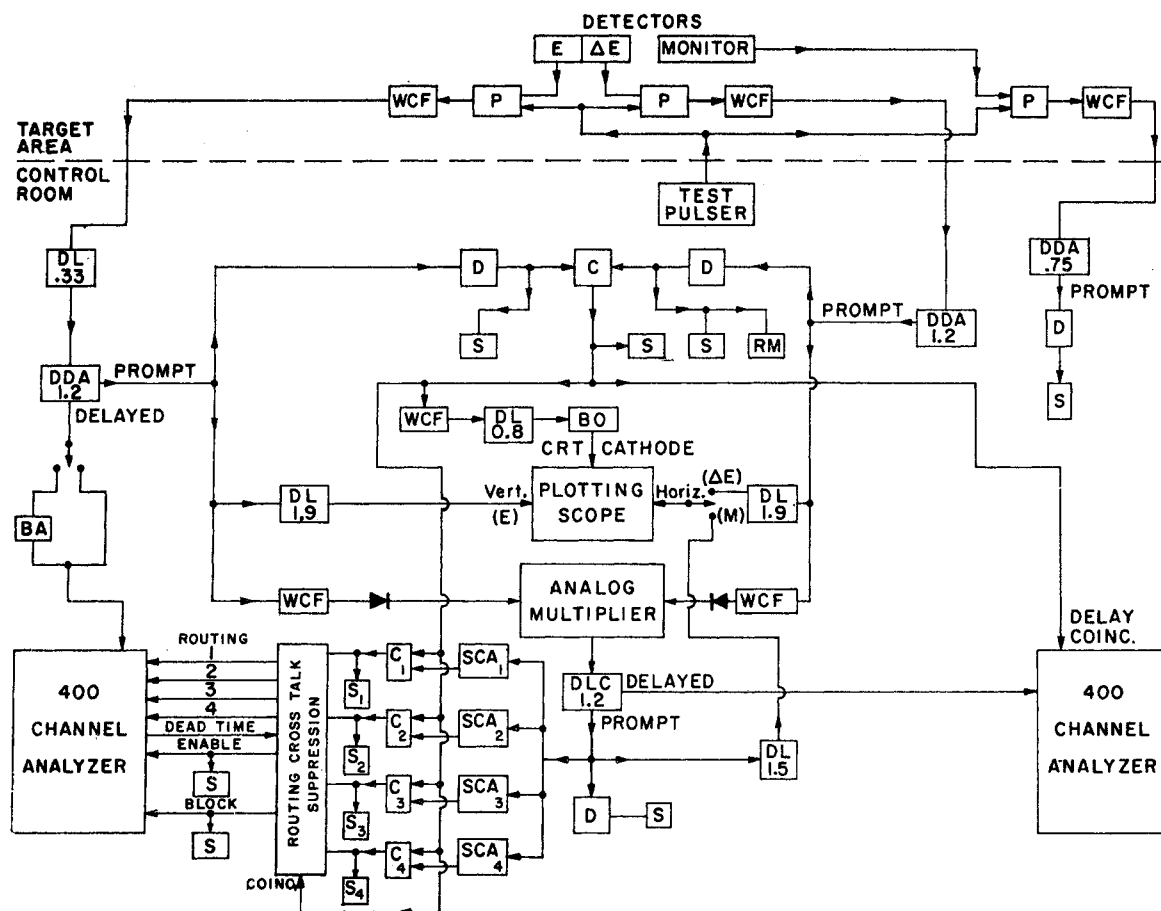 DETECTORS
E ΔE MONITOR
WCF P P WCF P WCF
TARGET
AREA
CONTROL
ROOM
TEST
PULSER
DL
.33
D C D
DDA
.75
PROMPT
S S S RM
PROMPT
DDA
1.2
D
DDA
1.2
PROMPT
S
DELAYED
WCF
DL
0.8
BO
CRT CATHODE
BA
DL
1,9
Vert.
(E)
PLOTTING
SCOPE
Horiz.
(ΔE)
(M)
DL
1.9
WCF
ANALOG
MULTIPLIER
WCF
DELAY
COINC.
400
CHANNEL
ANALYZER
ROUTING
1
2
3
4
DEAD TIME
ENABLE
S
BLOCK
S
ROUTING CROSS TALK
SUPPRESSION
COINC.
S1
C1
SCA1
S2
C2
SCA2
S3
C3
SCA3
S4
C4
SCA4
DLC
1.2
DELAYED
PROMPT
DL
1.5
D S
400
CHANNEL
ANALYZER